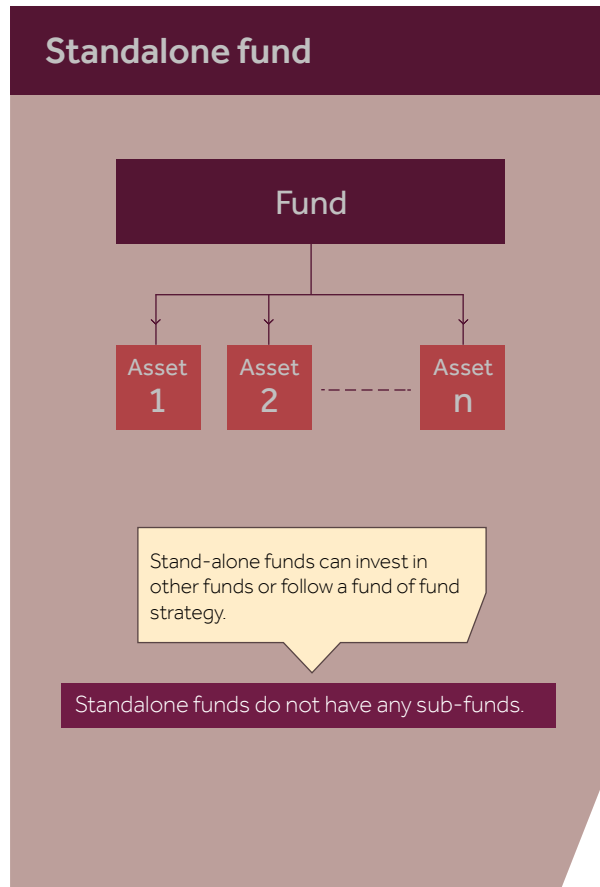 Standalone fund
Fund
Asset Asset Asset
1 2 n
Stand-alone funds can invest in
other funds or follow a fund of fund
strategy.
Standalone funds do not have any sub-funds.